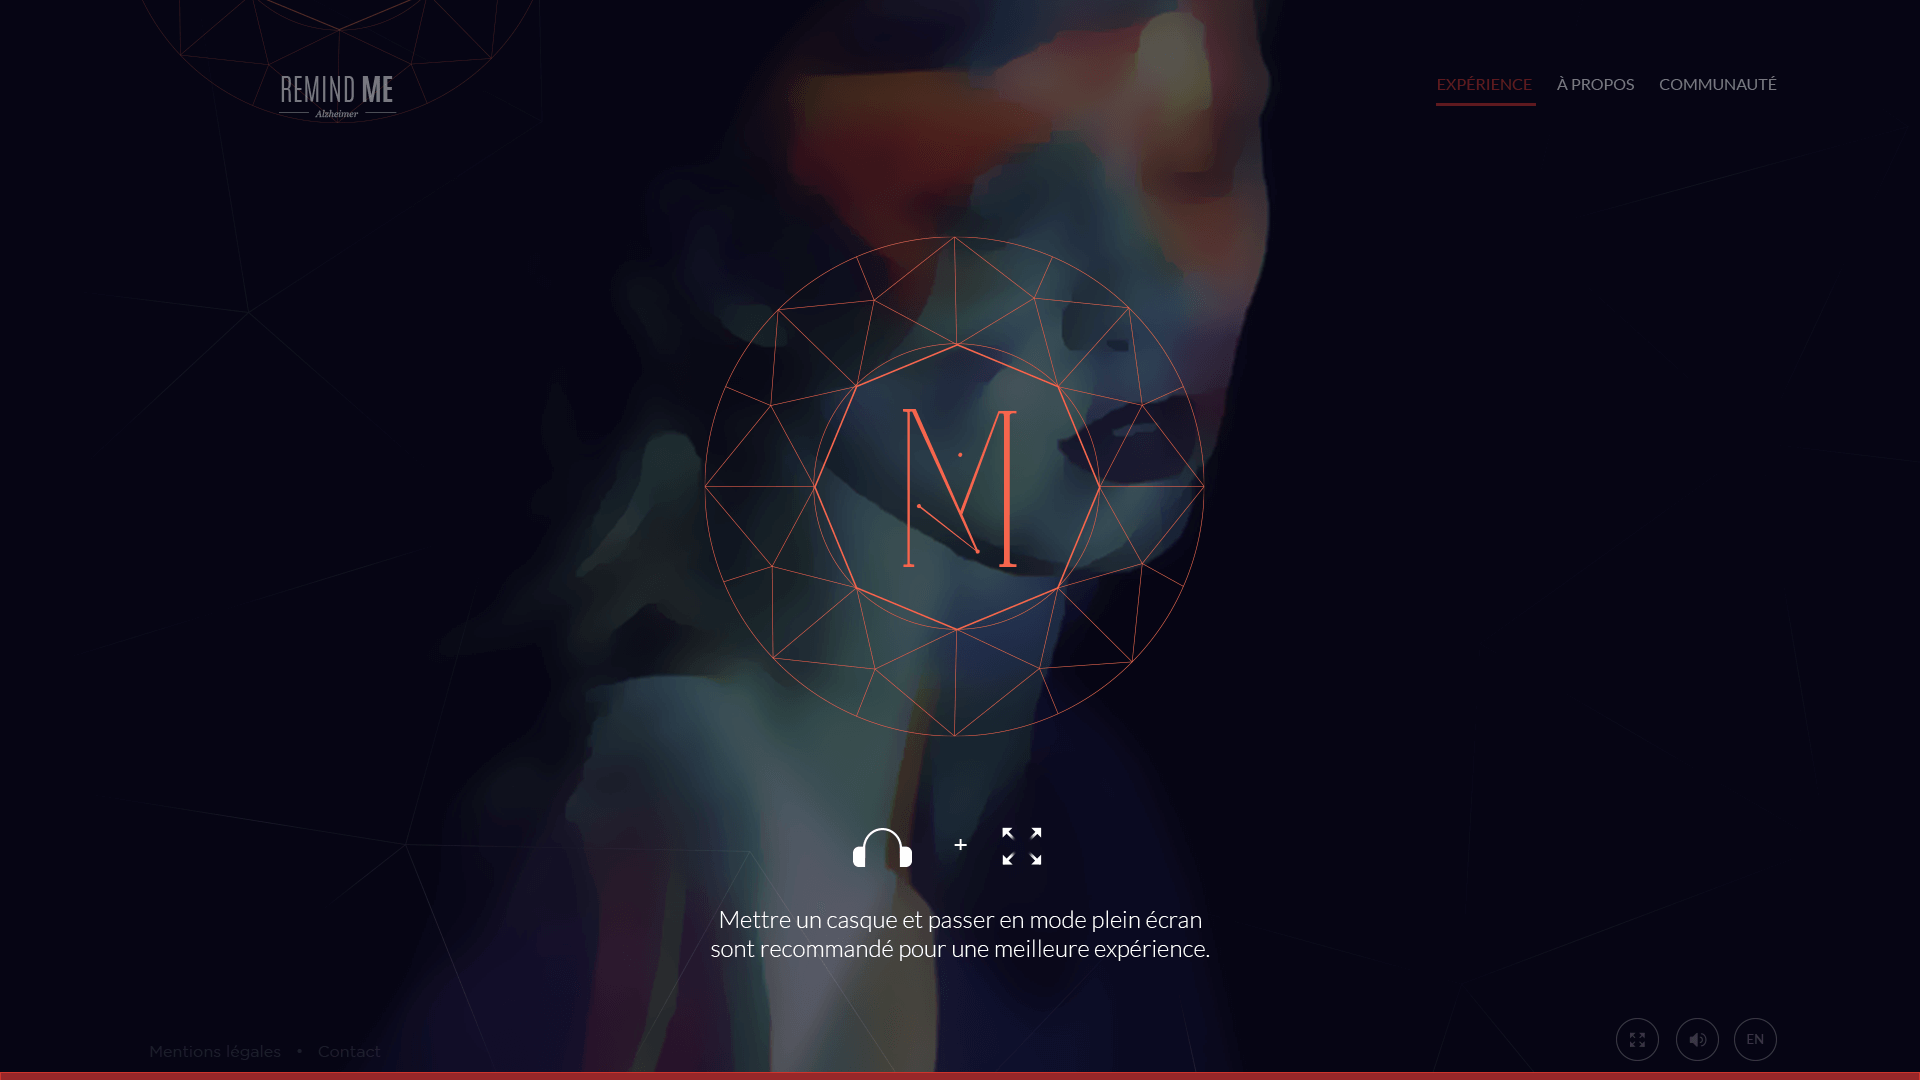 REMIND ME
Alzheimer
EXPÉRIENCE
À PROPOS
COMMUNAUTÉ
M
+
Mettre un casque et passer en mode plein écran
sont recommandé pour une meilleure expérience.
Mentions légales • Contact
EN